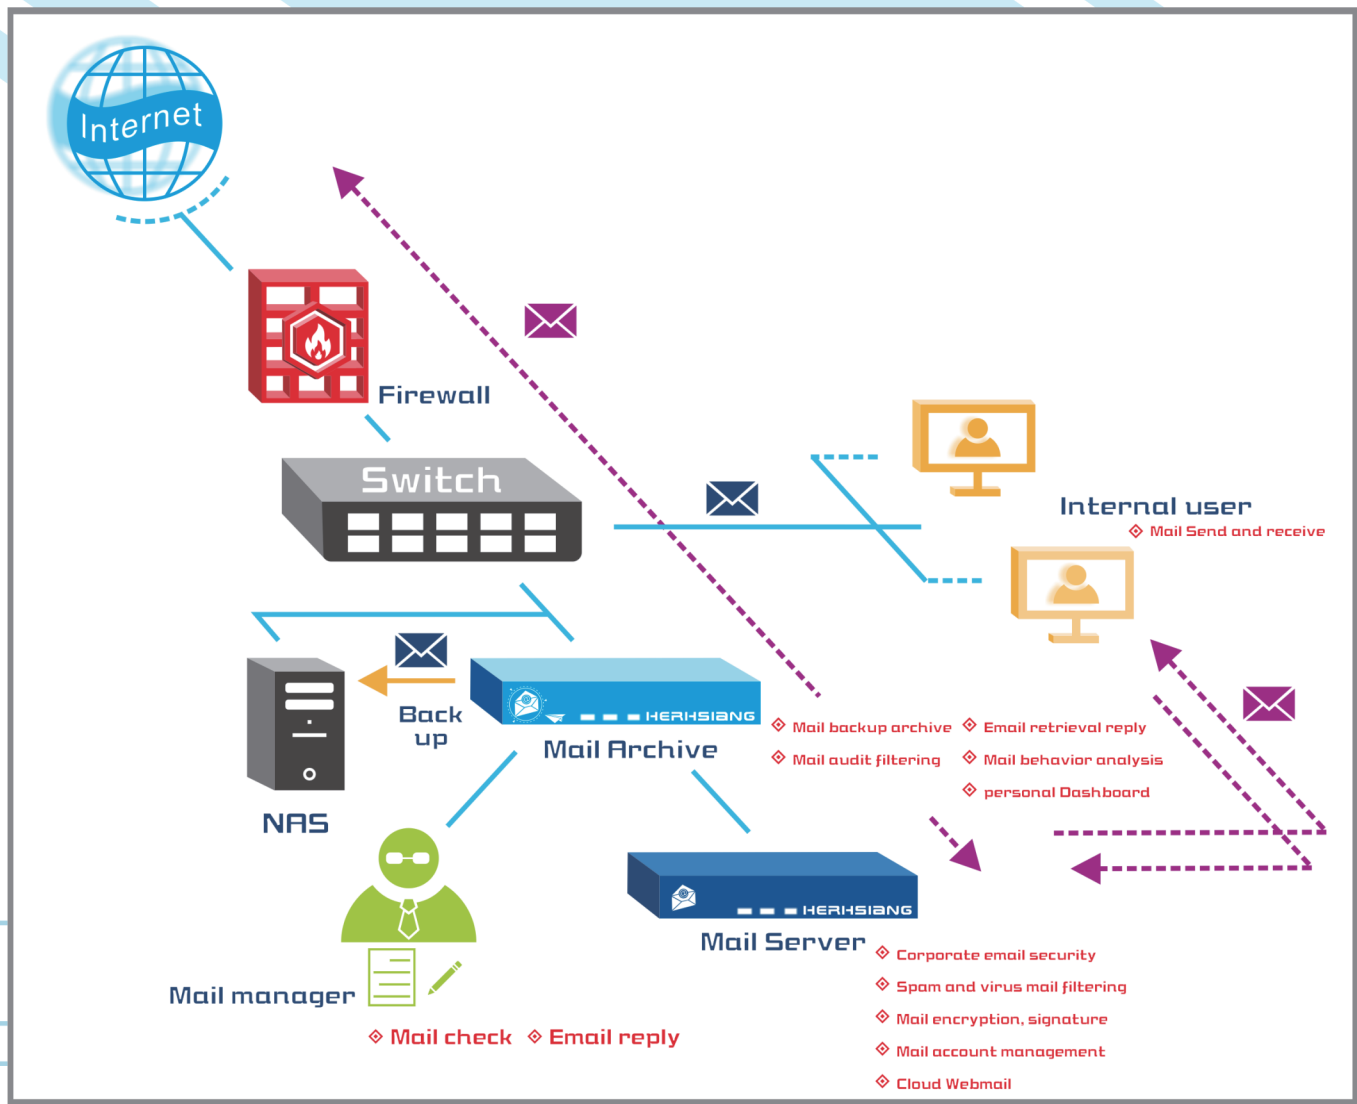 Internet
Firewall
Switch
Internal user
Mail Send and receive
Back
up
HERHSIANG
Mail Archive
Mail backup archive
Email retrieval reply
Mail audit filtering
Mail behavior analysis
personal Dashboard
NAS
HERHSIANG
Mail Server
Corporate email security
Spam and virus mail filtering
Mail encryption, signature
Mail account management
Cloud Webmail
Mail manager
Mail check
Email reply